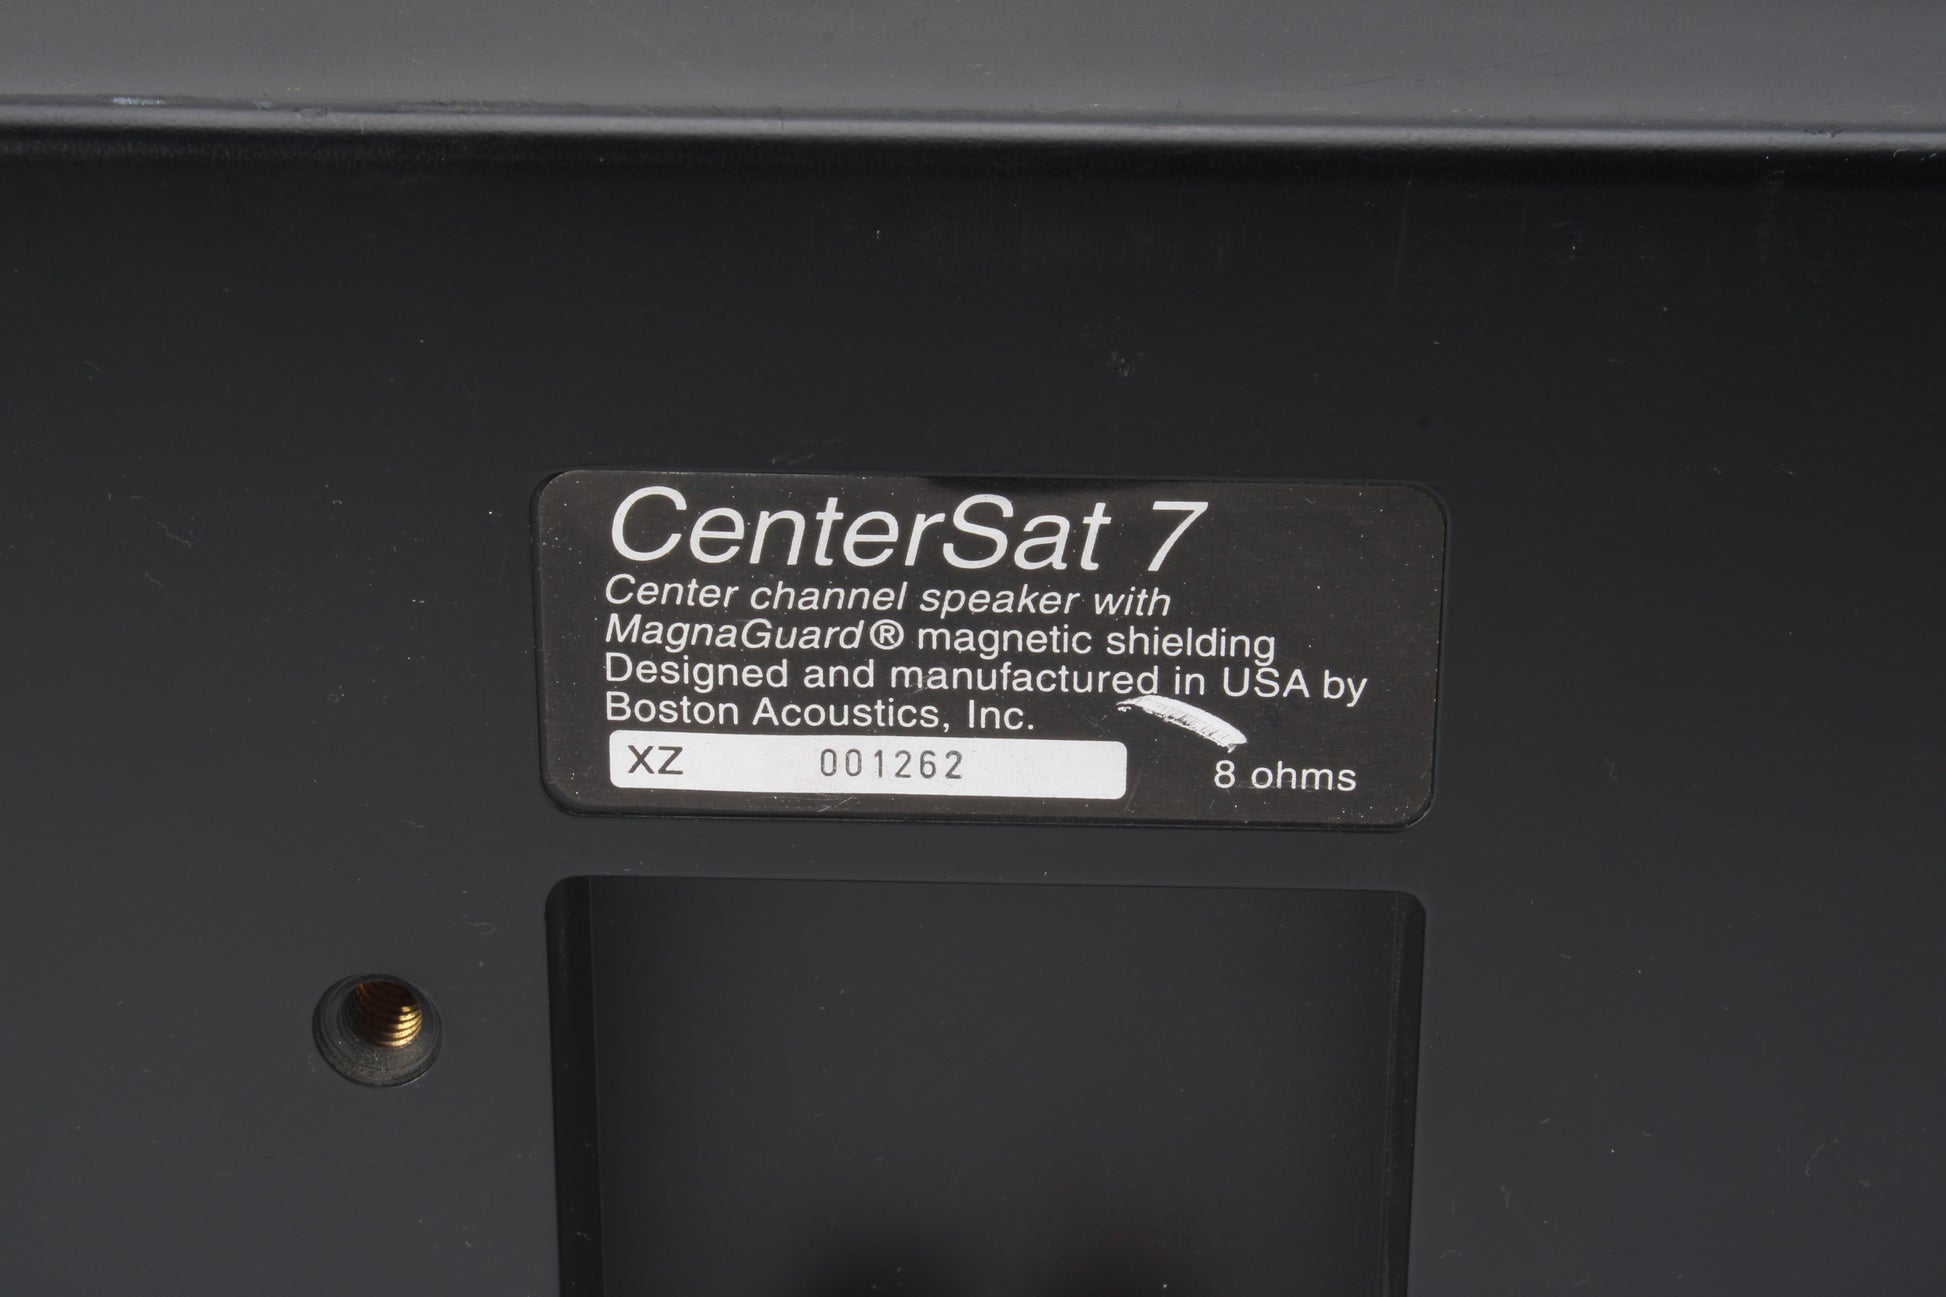 CenterSat 7
Center channel speaker with
MagnaGuard® magnetic shielding
Designed and manufactured in USA by
Boston Acoustics, Inc.
XZ 001262
8 ohms